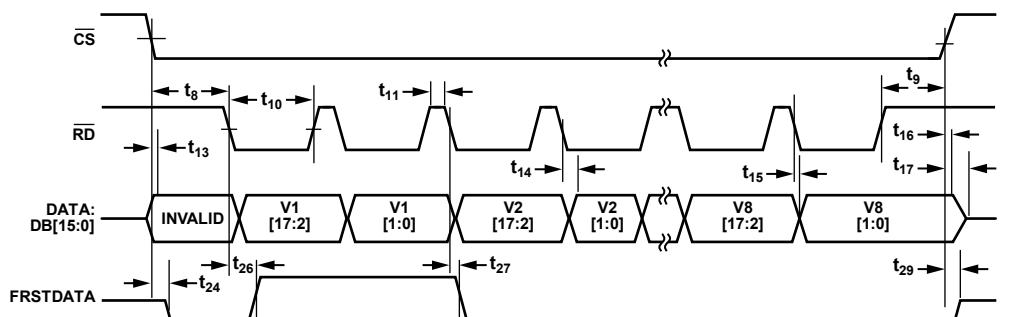 CS
t8
t10
t11
t9
RD
t13
t14
t15
t16
t17
DATA:
DB[15:0]
INVALID
V1
[17:2]
V1
[1:0]
V2
[17:2]
V2
[1:0]
V8
[17:2]
V8
[1:0]
t24
t26
t27
t29
FRSTDATA